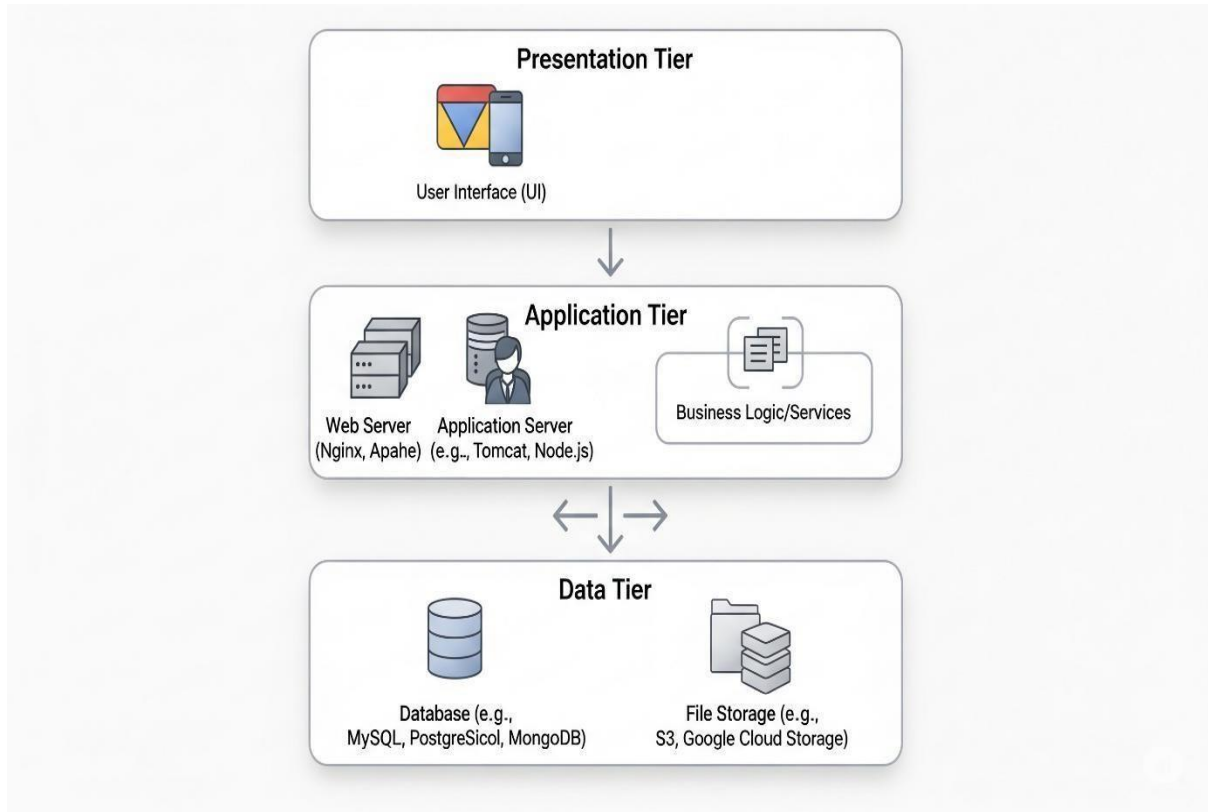 Presentation Tier
User Interface (UI)
Application Tier
Web Server
(Nginx, Apahe)
Application Server
(e.g.., Tomcat, Node.js)
Business Logic/Services
Data Tier
Database (e.g.,
MySQL, PostgreSicol, MongoDB)
File Storage (e.g.,
S3, Google Cloud Storage)